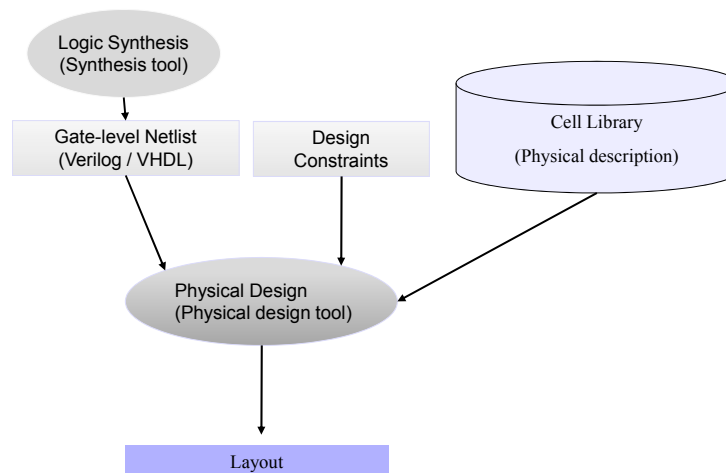 Logic Synthesis
(Synthesis tool)
Gate-level Netlist
(Verilog / VHDL)
Design
Constraints
Cell Library
(Physical description)
Physical Design
(Physical design tool)
Layout